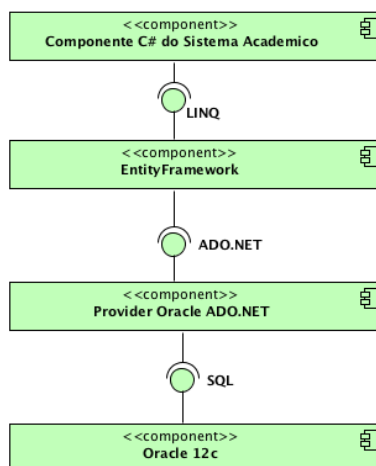 <<component>>
Componente C# do Sistema Academico
LINQ
<<component>>
EntityFramework
ADO.NET
<<component>>
Provider Oracle ADO.NET
SQL
<<component>>
Oracle 12c